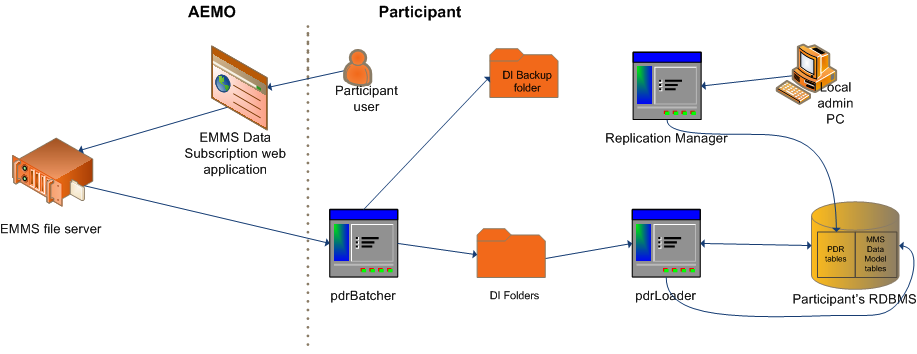 AEMO
Participant
DI Backup
folder
Participant
user
Local
admin
PC
EMMS Data
Subscription web
application
Replication Manager
EMMS file server
PDR
tables
MMS
Data
Model
tables
pdrBatcher
DI Folders
pdrLoader
Participant's RDBMS